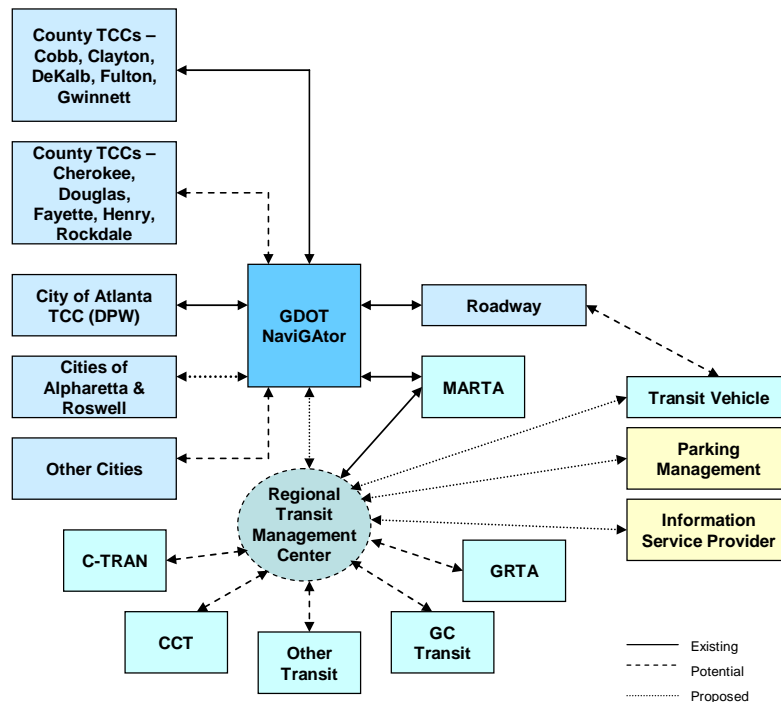 County TCCs –
Cobb, Clayton,
DeKalb, Fulton,
Gwinnett
County TCCs –
Cherokee,
Douglas,
Fayette, Henry,
Rockdale
City of Atlanta
TCC (DPW)
GDOT
NaviGAtor
Roadway
Cities of
Alpharetta &
Roswell
MARTA
Transit Vehicle
Other Cities
Parking
Management
Regional
Transit
Management
Center
Information
Service Provider
C-TRAN
GRTA
CCT
Other
Transit
GC
Transit
Existing
Potential
Proposed